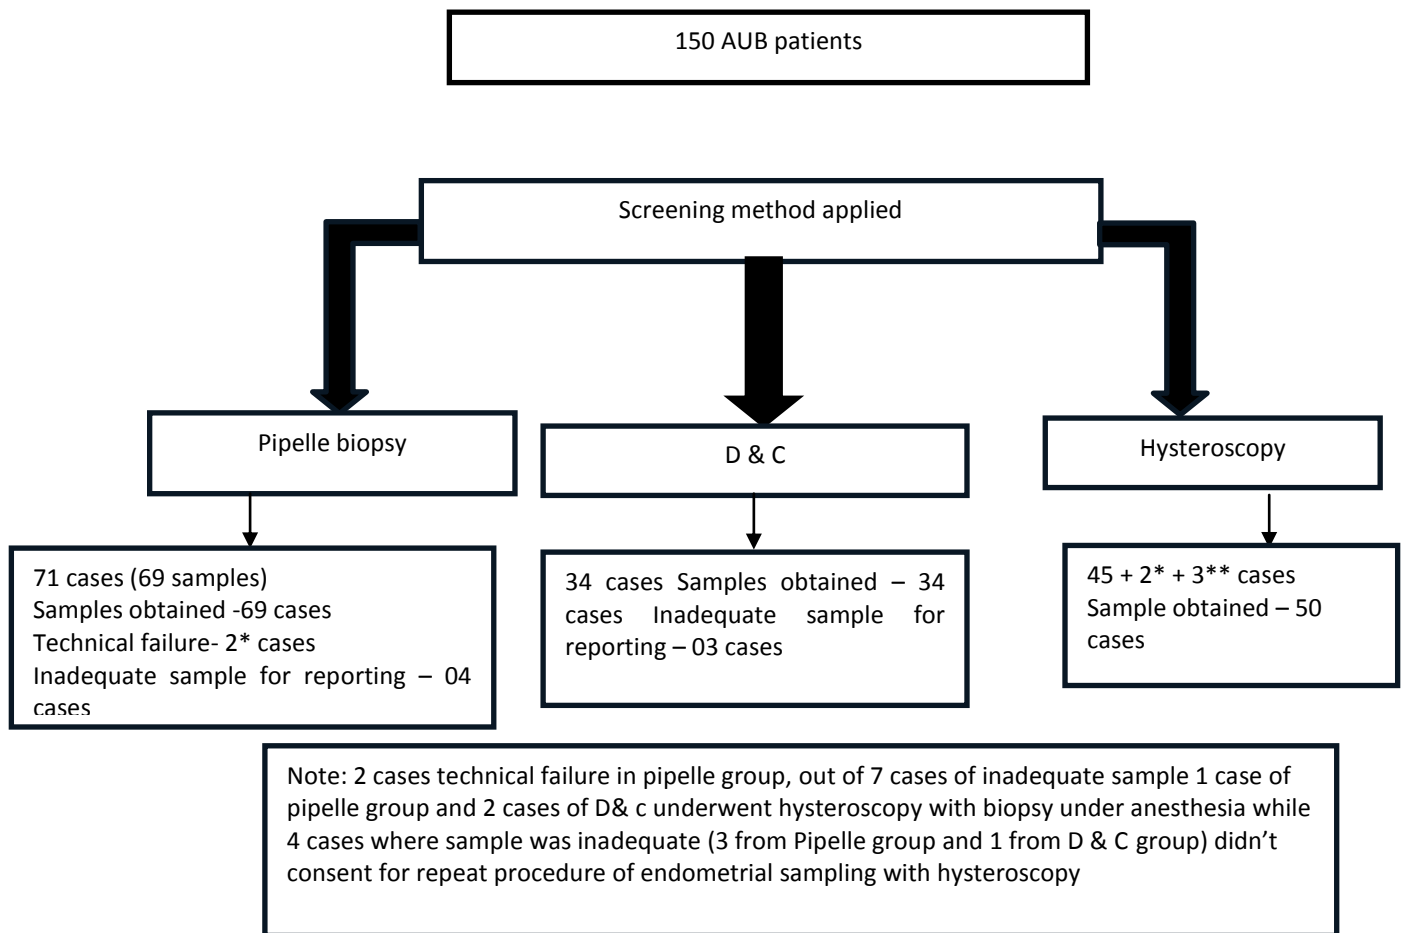 150 AUB patients
Screening method applied
Pipelle biopsy
D & C
Hysteroscopy
71 cases (69 samples)
Samples obtained -69 cases
Technical failure- 2* cases
Inadequate sample for reporting – 04
cases
34 cases Samples obtained – 34
cases Inadequate sample for
reporting – 03 cases
45 + 2* + 3** cases
Sample obtained – 50
cases
Note: 2 cases technical failure in pipelle group, out of 7 cases of inadequate sample 1 case of
pipelle group and 2 cases of D& c underwent hysteroscopy with biopsy under anesthesia while
4 cases where sample was inadequate (3 from Pipelle group and 1 from D & C group) didn’t
consent for repeat procedure of endometrial sampling with hysteroscopy